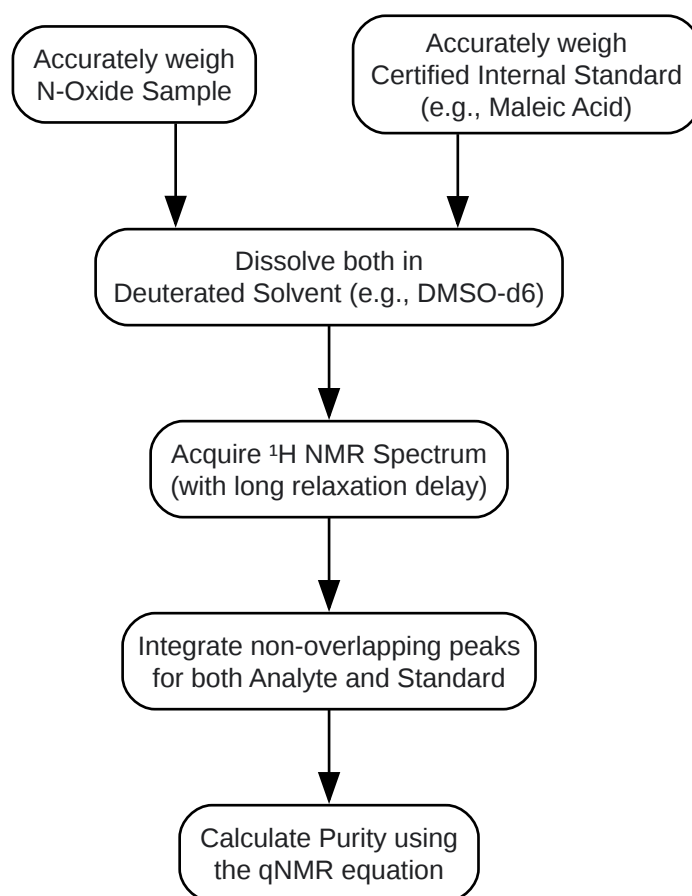 Accurately weigh
N-Oxide Sample
Accurately weigh
Certified Internal Standard
(e.g., Maleic Acid)
Dissolve both in
Deuterated Solvent (e.g., DMSO-d6)
Acquire ¹H NMR Spectrum
(with long relaxation delay)
Integrate non-overlapping peaks
for both Analyte and Standard
Calculate Purity using
the qNMR equation